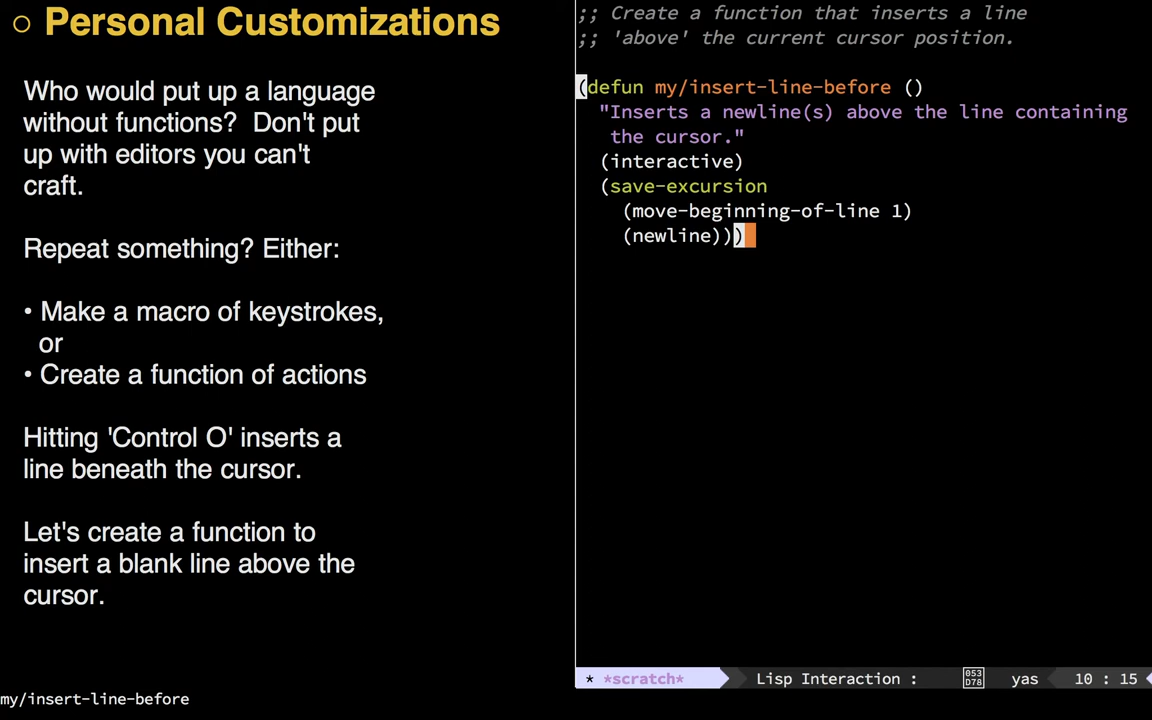 ○ Personal Customizations
Who would put up a language
without functions? Don't put
up with editors you can't
craft.
Repeat something? Either:
• Make a macro of keystrokes,
or
• Create a function of actions
Hitting 'Control O' inserts a
line beneath the cursor.
Let's create a function to
insert a blank line above the
cursor.
;; Create a function that inserts a line
;; 'above' the current cursor position.
(defun my/insert-line-before ()
"Inserts a newline(s) above the line containing
the cursor."
(interactive)
(save-excursion
(move-beginning-of-line 1)
(newline)))
* *scratch* Lisp Interaction : 053 D78 yas 10 : 15
my/insert-line-before